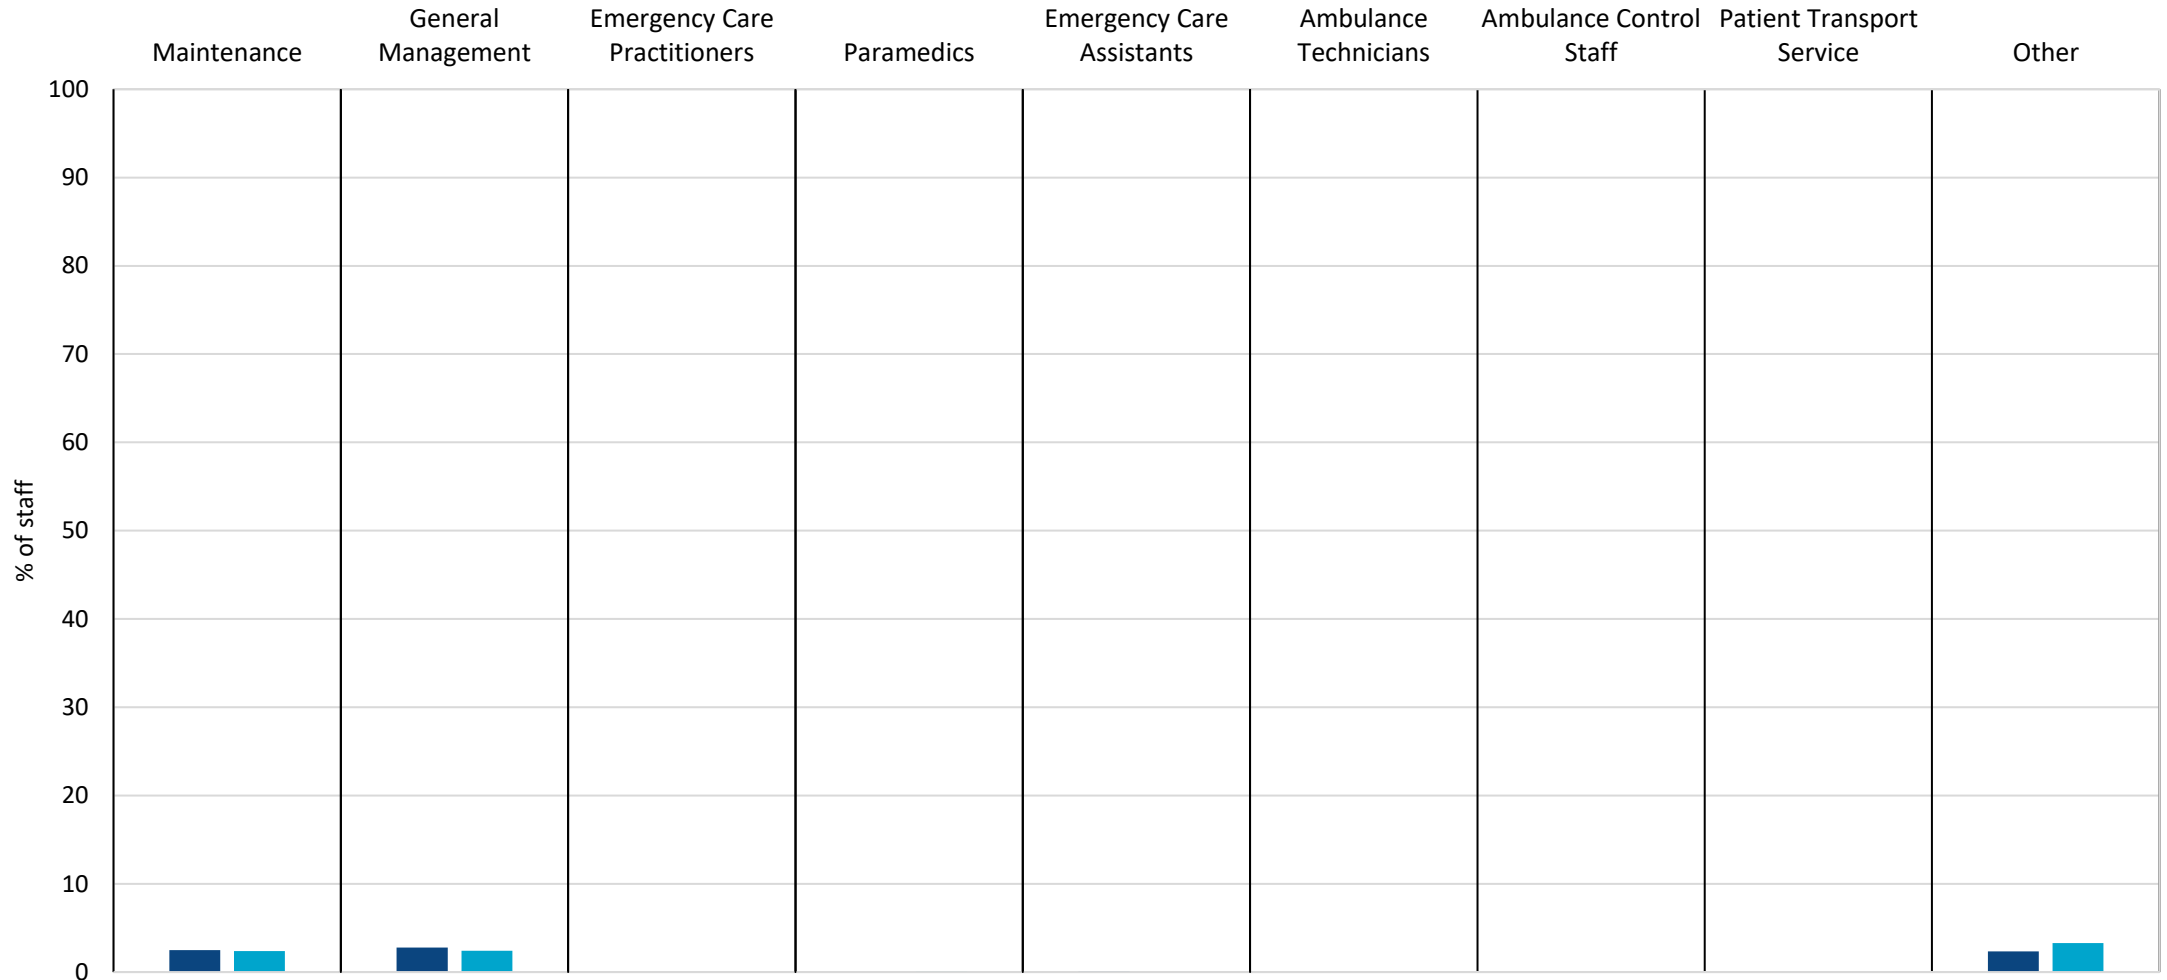 Maintenance
General
Management
Emergency Care
Practitioners
Paramedics
Emergency Care
Assistants
Ambulance
Technicians
Ambulance Control
Staff
Patient Transport
Service
Other
% of staff
100
90
80
70
60
50
40
30
20
10
0